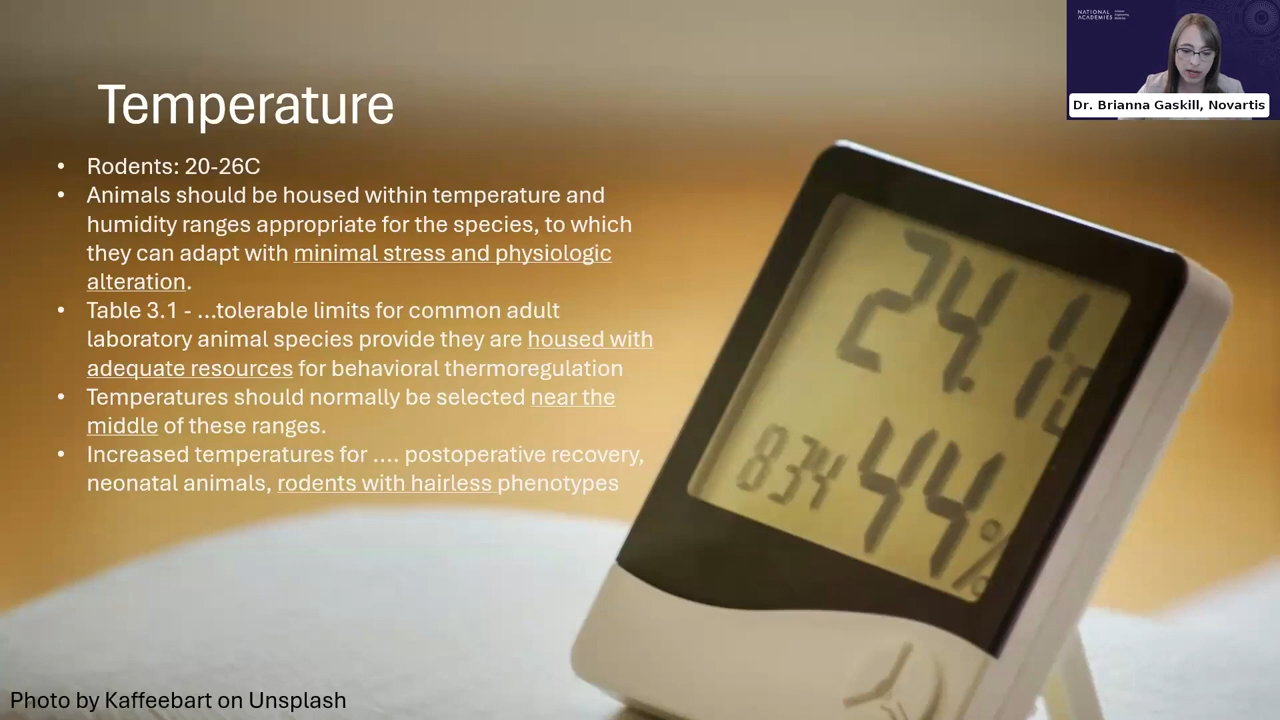 NATIONAL
ACADEMIES
Dr. Brianna Gaskill, Novartis
Temperature
• Rodents: 20-26C
• Animals should be housed within temperature and
humidity ranges appropriate for the species, to which
they can adapt with minimal stress and physiologic
alteration.
• Table 3.1 - ...tolerable limits for common adult
laboratory animal species provide they are housed with
adequate resources for behavioral thermoregulation
• Temperatures should normally be selected near the
middle of these ranges.
• Increased temperatures for .... postoperative recovery,
neonatal animals, rodents with hairless phenotypes
24.1
834 44%
Photo by Kaffeebart on Unsplash